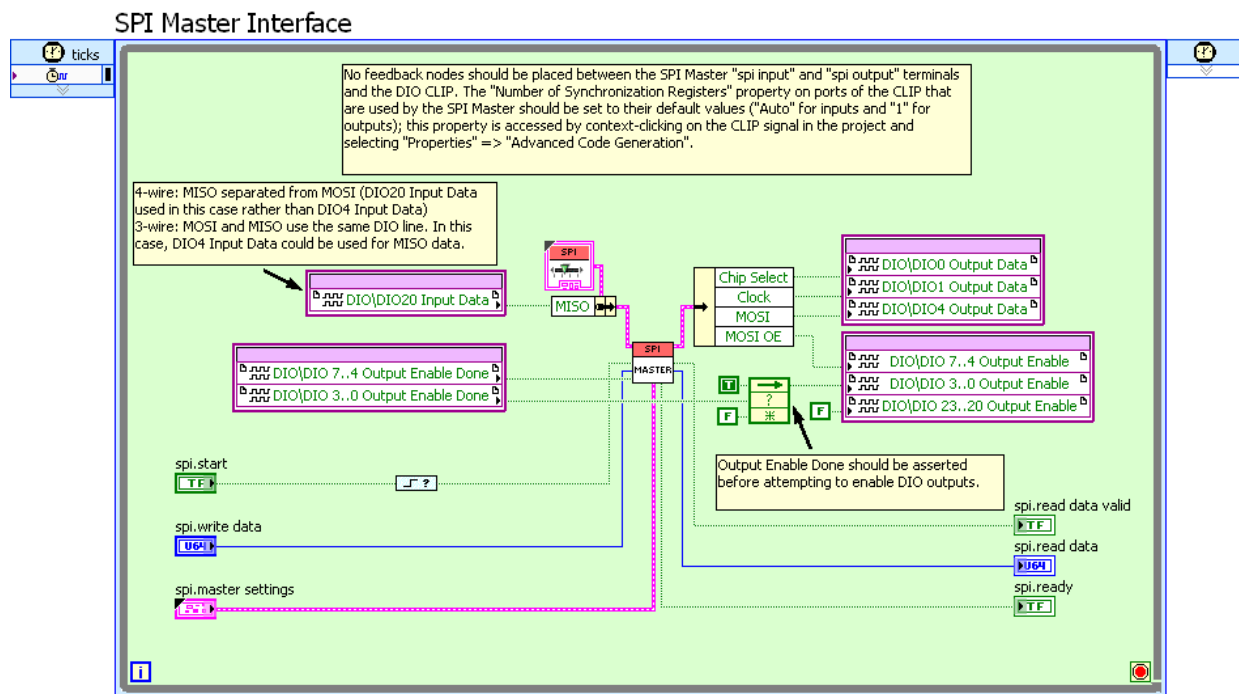 SPI Master Interface
ticks
No feedback nodes should be placed between the SPI Master "spi input" and "spi output" terminals
and the DIO CLIP. The "Number of Synchronization Registers" property on ports of the CLIP that
are used by the SPI Master should be set to their default values ("Auto" for inputs and "1" for
outputs); this property is accessed by context-clicking on the CLIP signal in the project and
selecting "Properties" => "Advanced Code Generation".
4-wire: MISO separated from MOSI (DIO20 Input Data
used in this case rather than DIO4 Input Data)
3-wire: MOSI and MISO use the same DIO line. In this
case, DIO4 Input Data could be used for MISO data.
SPI
DIO\DIO20 Input Data
MISO
Chip Select
Clock
MOSI
MOSI OE
DIO\DIO0 Output Data
DIO\DIO1 Output Data
DIO\DIO4 Output Data
SPI
MASTER
DIO\DIO 7..4 Output Enable Done
DIO\DIO 3..0 Output Enable Done
T
?
F
F
DIO\DIO 7..4 Output Enable
DIO\DIO 3..0 Output Enable
DIO\DIO 23..20 Output Enable
Output Enable Done should be asserted
before attempting to enable DIO outputs.
spi.start
TF
?
spi.write data
U64
spi.master settings
spi.read data valid
TF
spi.read data
U64
spi.ready
TF
i